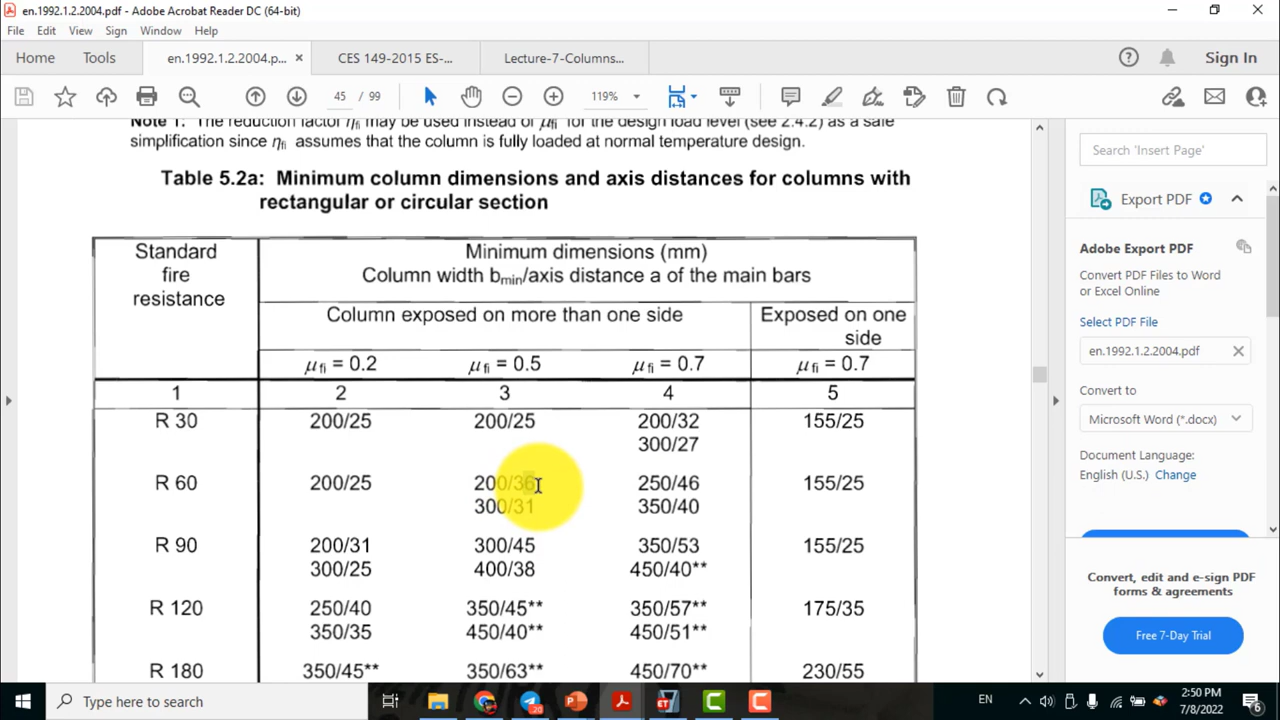 en.1992.1.2.2004.pdf - Adobe Acrobat Reader DC (64-bit)
File Edit View Sign Window Help
Home Tools en.1992.1.2.2004.p... × CES 149-2015 ES-... Lecture-7-Columns... Sign In
45 / 99 119%
Note 1: The reduction factor ηfi may be used instead of μfi for the design load level (see 2.4.2) as a safe
simplification since ηfi assumes that the column is fully loaded at normal temperature design.
Table 5.2a: Minimum column dimensions and axis distances for columns with
rectangular or circular section
Standard
fire
resistance
Minimum dimensions (mm)
Column width bmin/axis distance a of the main bars
Column exposed on more than one side
Exposed on one
side
μfi = 0.2 μfi = 0.5 μfi = 0.7 μfi = 0.7
1 2 3 4 5
R 30 200/25 200/25 200/32 155/25
300/27
R 60 200/25 200/36 250/46 155/25
300/31 350/40
R 90 200/31 300/45 350/53 155/25
300/25 400/38 450/40**
R 120 250/40 350/45** 350/57** 175/35
350/35 450/40** 450/51**
R 180 350/45** 350/63** 450/70** 230/55
Search 'Insert Page'
Export PDF
Adobe Export PDF
Convert PDF Files to Word
or Excel Online
Select PDF File
en.1992.1.2.2004.pdf
Convert to
Microsoft Word (*.docx)
Document Language:
English (U.S.) Change
Convert, edit and e-sign PDF
forms & agreements
Free 7-Day Trial
Type here to search
EN
2:50 PM
7/8/2022